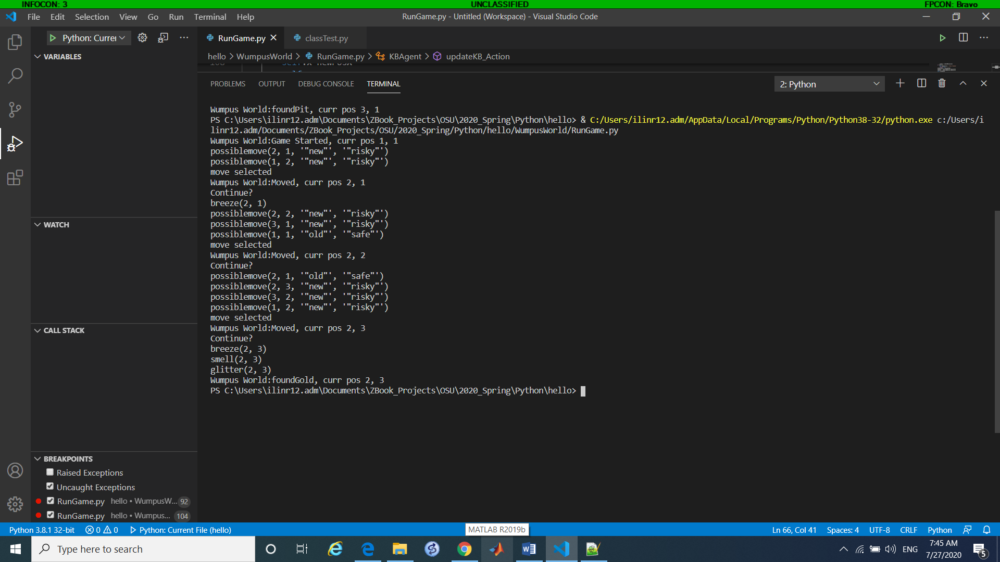 INFOCON: 3 UNCLASSIFIED FPCON: Bravo
File Edit Selection View Go Run Terminal Help RunGame.py - Untitled (Workspace) - Visual Studio Code
Python: Currer RunGame.py classTest.py
VARIABLES
hello > WumpusWorld > RunGame.py > KBAgent > updateKB_Action
PROBLEMS OUTPUT DEBUG CONSOLE TERMINAL 2: Python
Wumpus World:foundPit, curr pos 3, 1
PS C:\Users\ilinr12.adm\Documents\ZBook_Projects\OSU\2020_Spring\Python\hello> & C:/Users/ilinr12.adm/AppData/Local/Programs/Python/Python38-32/python.exe c:/Users/i
linr12.adm/Documents/ZBook_Projects/OSU/2020_Spring/Python/hello/WumpusWorld/RunGame.py
Wumpus World:Game Started, curr pos 1, 1
possiblemove(2, 1, '"new"', '"risky"')
possiblemove(1, 2, '"new"', '"risky"')
move selected
Wumpus World:Moved, curr pos 2, 1
Continue?
breeze(2, 1)
possiblemove(2, 2, '"new"', '"risky"')
possiblemove(3, 1, '"new"', '"risky"')
possiblemove(1, 1, '"old"', '"safe"')
move selected
Wumpus World:Moved, curr pos 2, 2
Continue?
possiblemove(2, 1, '"old"', '"safe"')
possiblemove(2, 3, '"new"', '"risky"')
possiblemove(3, 2, '"new"', '"risky"')
possiblemove(1, 2, '"new"', '"risky"')
move selected
Wumpus World:Moved, curr pos 2, 3
Continue?
breeze(2, 3)
smell(2, 3)
glitter(2, 3)
Wumpus World:foundGold, curr pos 2, 3
PS C:\Users\ilinr12.adm\Documents\ZBook_Projects\OSU\2020_Spring\Python\hello>
WATCH
CALL STACK
BREAKPOINTS
Raised Exceptions
Uncaught Exceptions
RunGame.py hello • WumpusW... 92
RunGame.py hello • Wumpus... 104
Python 3.8.1 32-bit 0 0 Python: Current File (hello) MATLAB R2019b Ln 66, Col 41 Spaces: 4 UTF-8 CRLF Python
Type here to search ENG 7:45 AM
7/27/2020 5